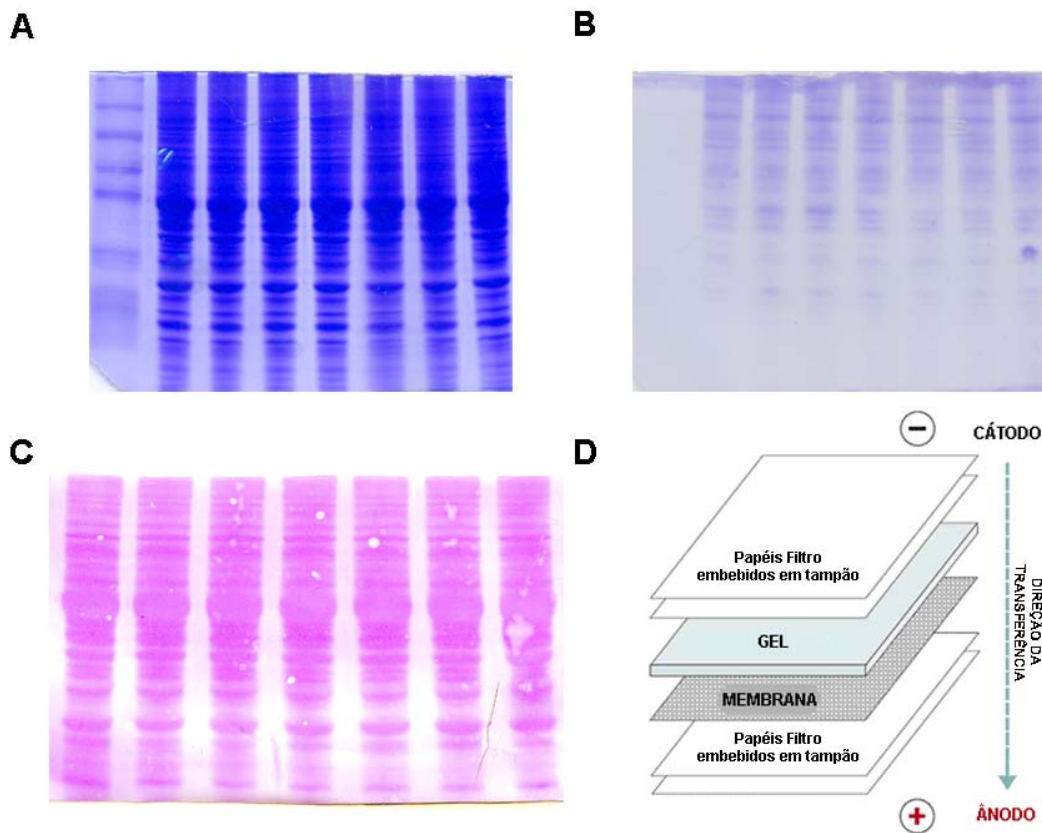 A
B
C
D
−
CÁTODO
Papéis Filtro
embebidos em tampão
GEL
MEMBRANA
Papéis Filtro
embebidos em tampão
DIREÇÃO DA
TRANSFERÊNCIA
+
ÂNODO